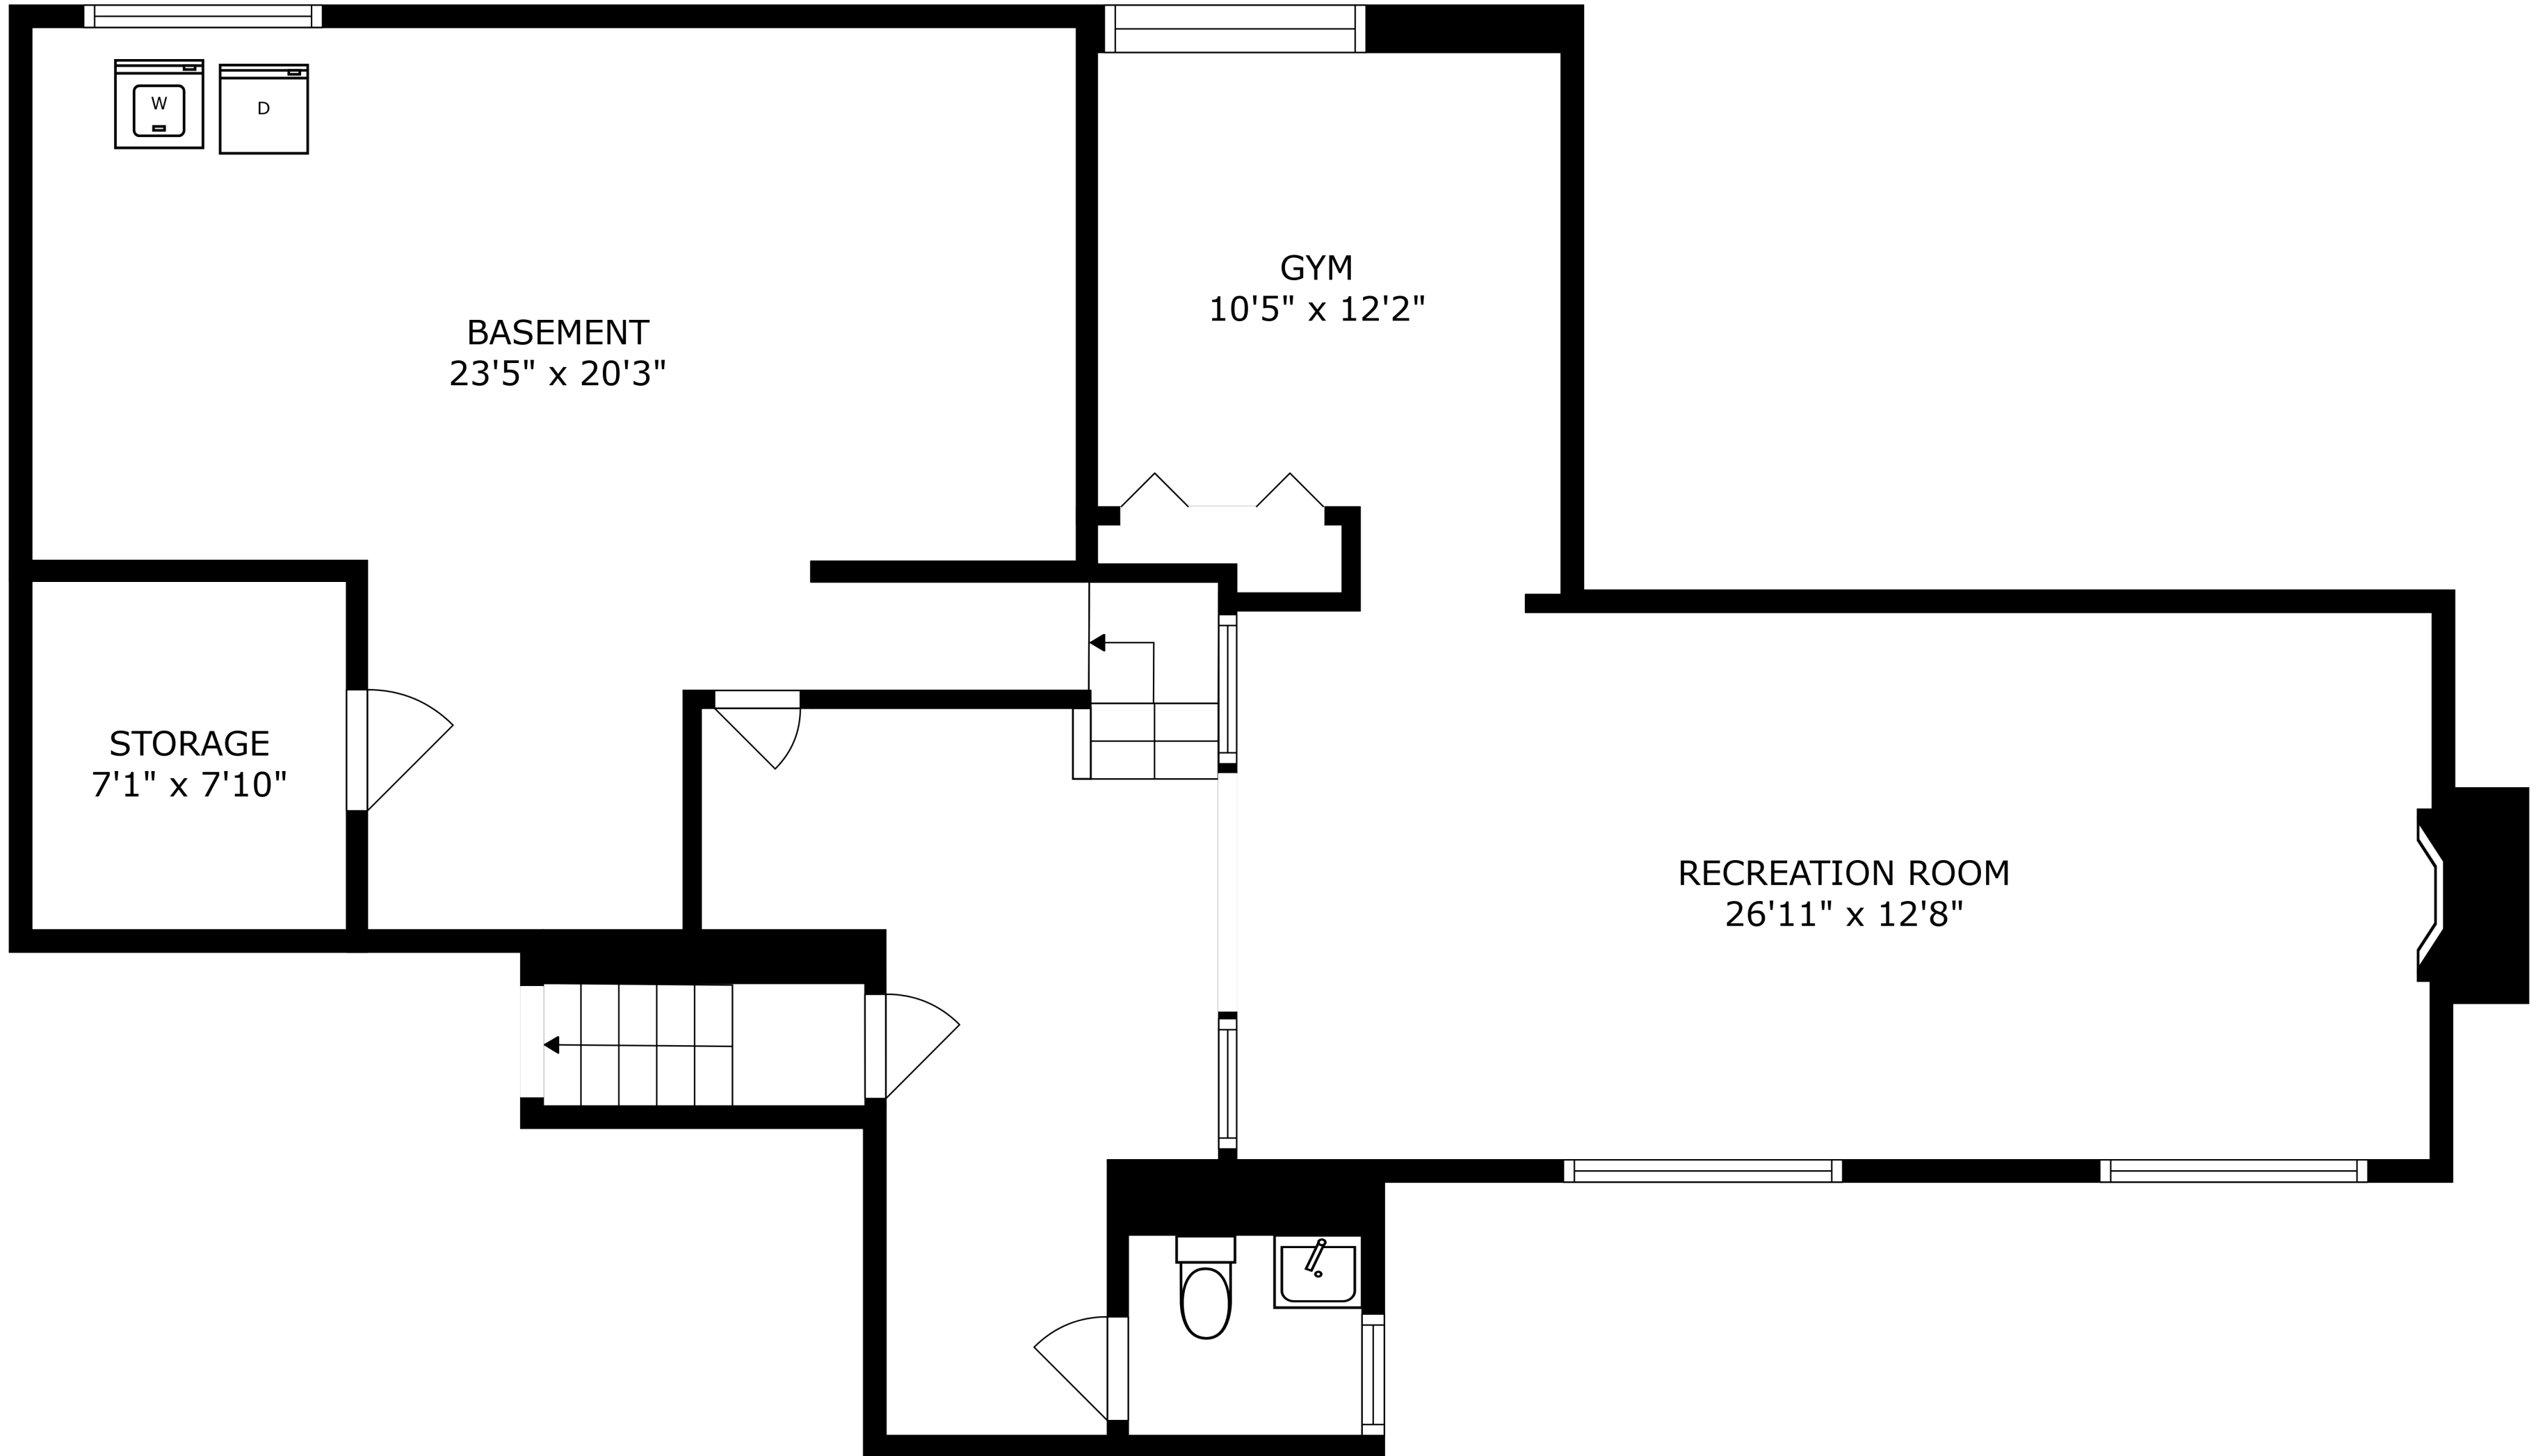 W
D
BASEMENT
23'5" x 20'3"
GYM
10'5" x 12'2"
STORAGE
7'1" x 7'10"
RECREATION ROOM
26'11" x 12'8"